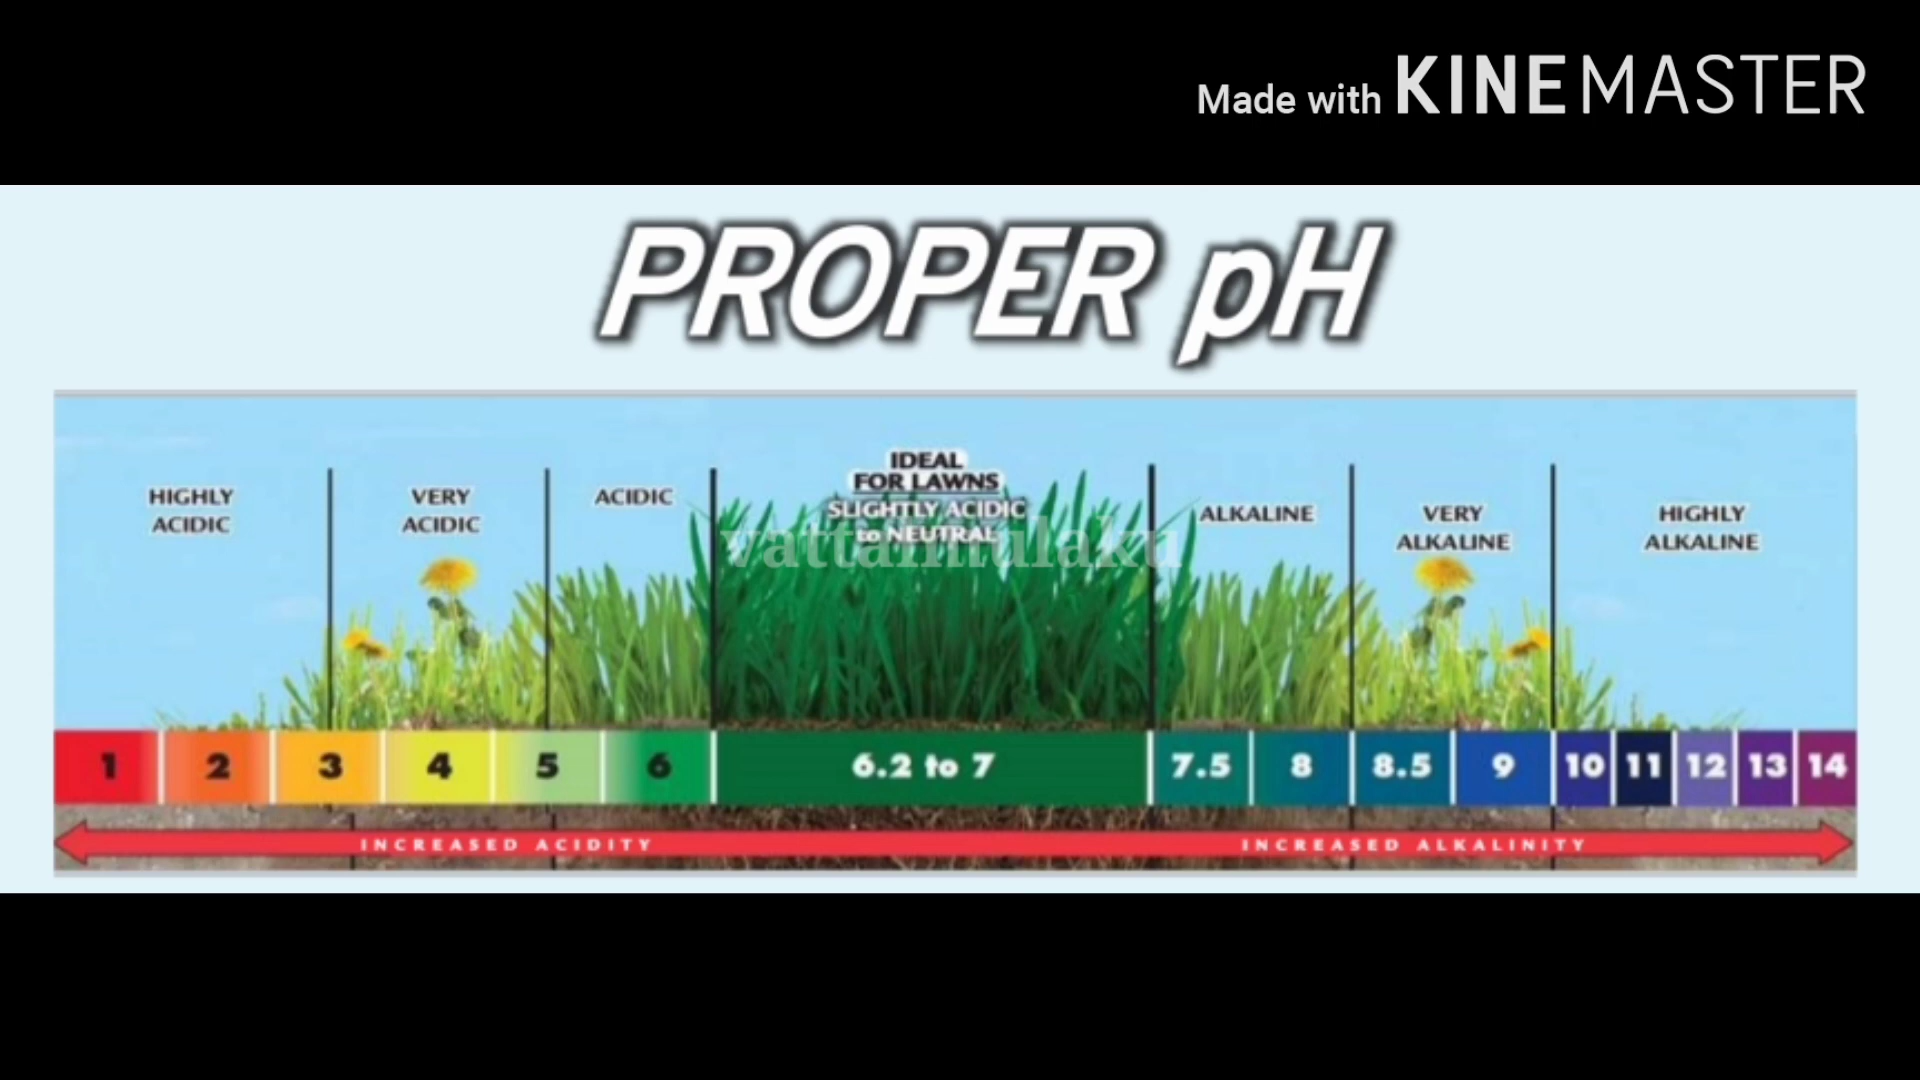 Made with KINEMASTER
PROPER pH
HIGHLY
ACIDIC
VERY
ACIDIC
ACIDIC
IDEAL
FOR LAWNS
SLIGHTLY ACIDIC
to NEUTRAL
ALKALINE
VERY
ALKALINE
HIGHLY
ALKALINE
1 2 3 4 5 6 6.2 to 7 7.5 8 8.5 9 10 11 12 13 14
INCREASED ACIDITY INCREASED ALKALINITY